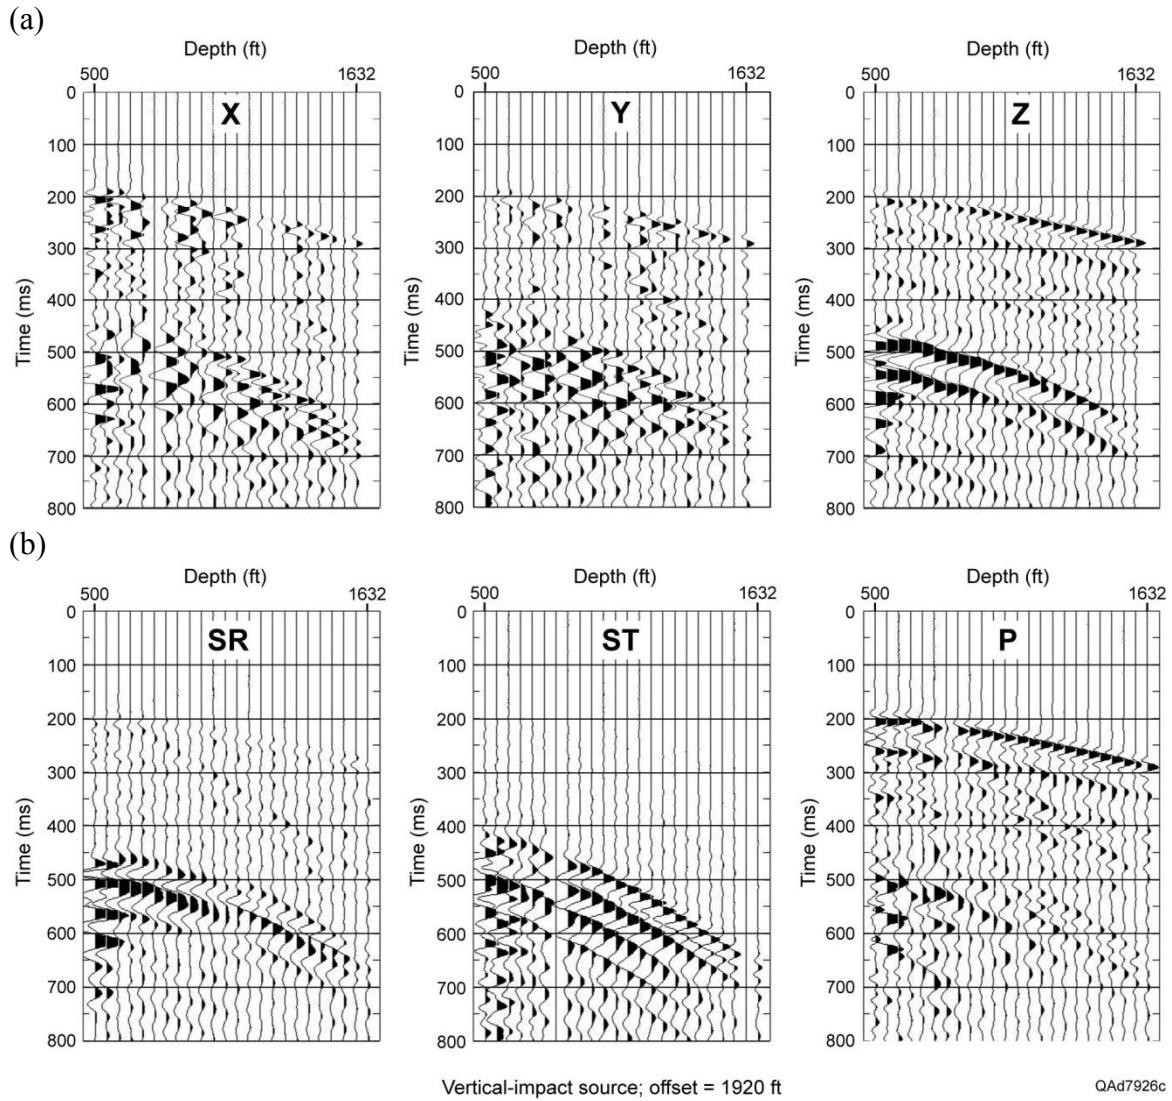 (a)
Depth (ft) Depth (ft) Depth (ft)
500 1632 500 1632 500 1632
X Y Z
0 0 0
100 100 100
200 200 200
300 300 300
400 400 400
500 500 500
600 600 600
700 700 700
800 800 800
Time (ms) Time (ms) Time (ms)
(b)
Depth (ft) Depth (ft) Depth (ft)
500 1632 500 1632 500 1632
SR ST P
0 0 0
100 100 100
200 200 200
300 300 300
400 400 400
500 500 500
600 600 600
700 700 700
800 800 800
Time (ms) Time (ms) Time (ms)
Vertical-impact source; offset = 1920 ft
QAd7926c